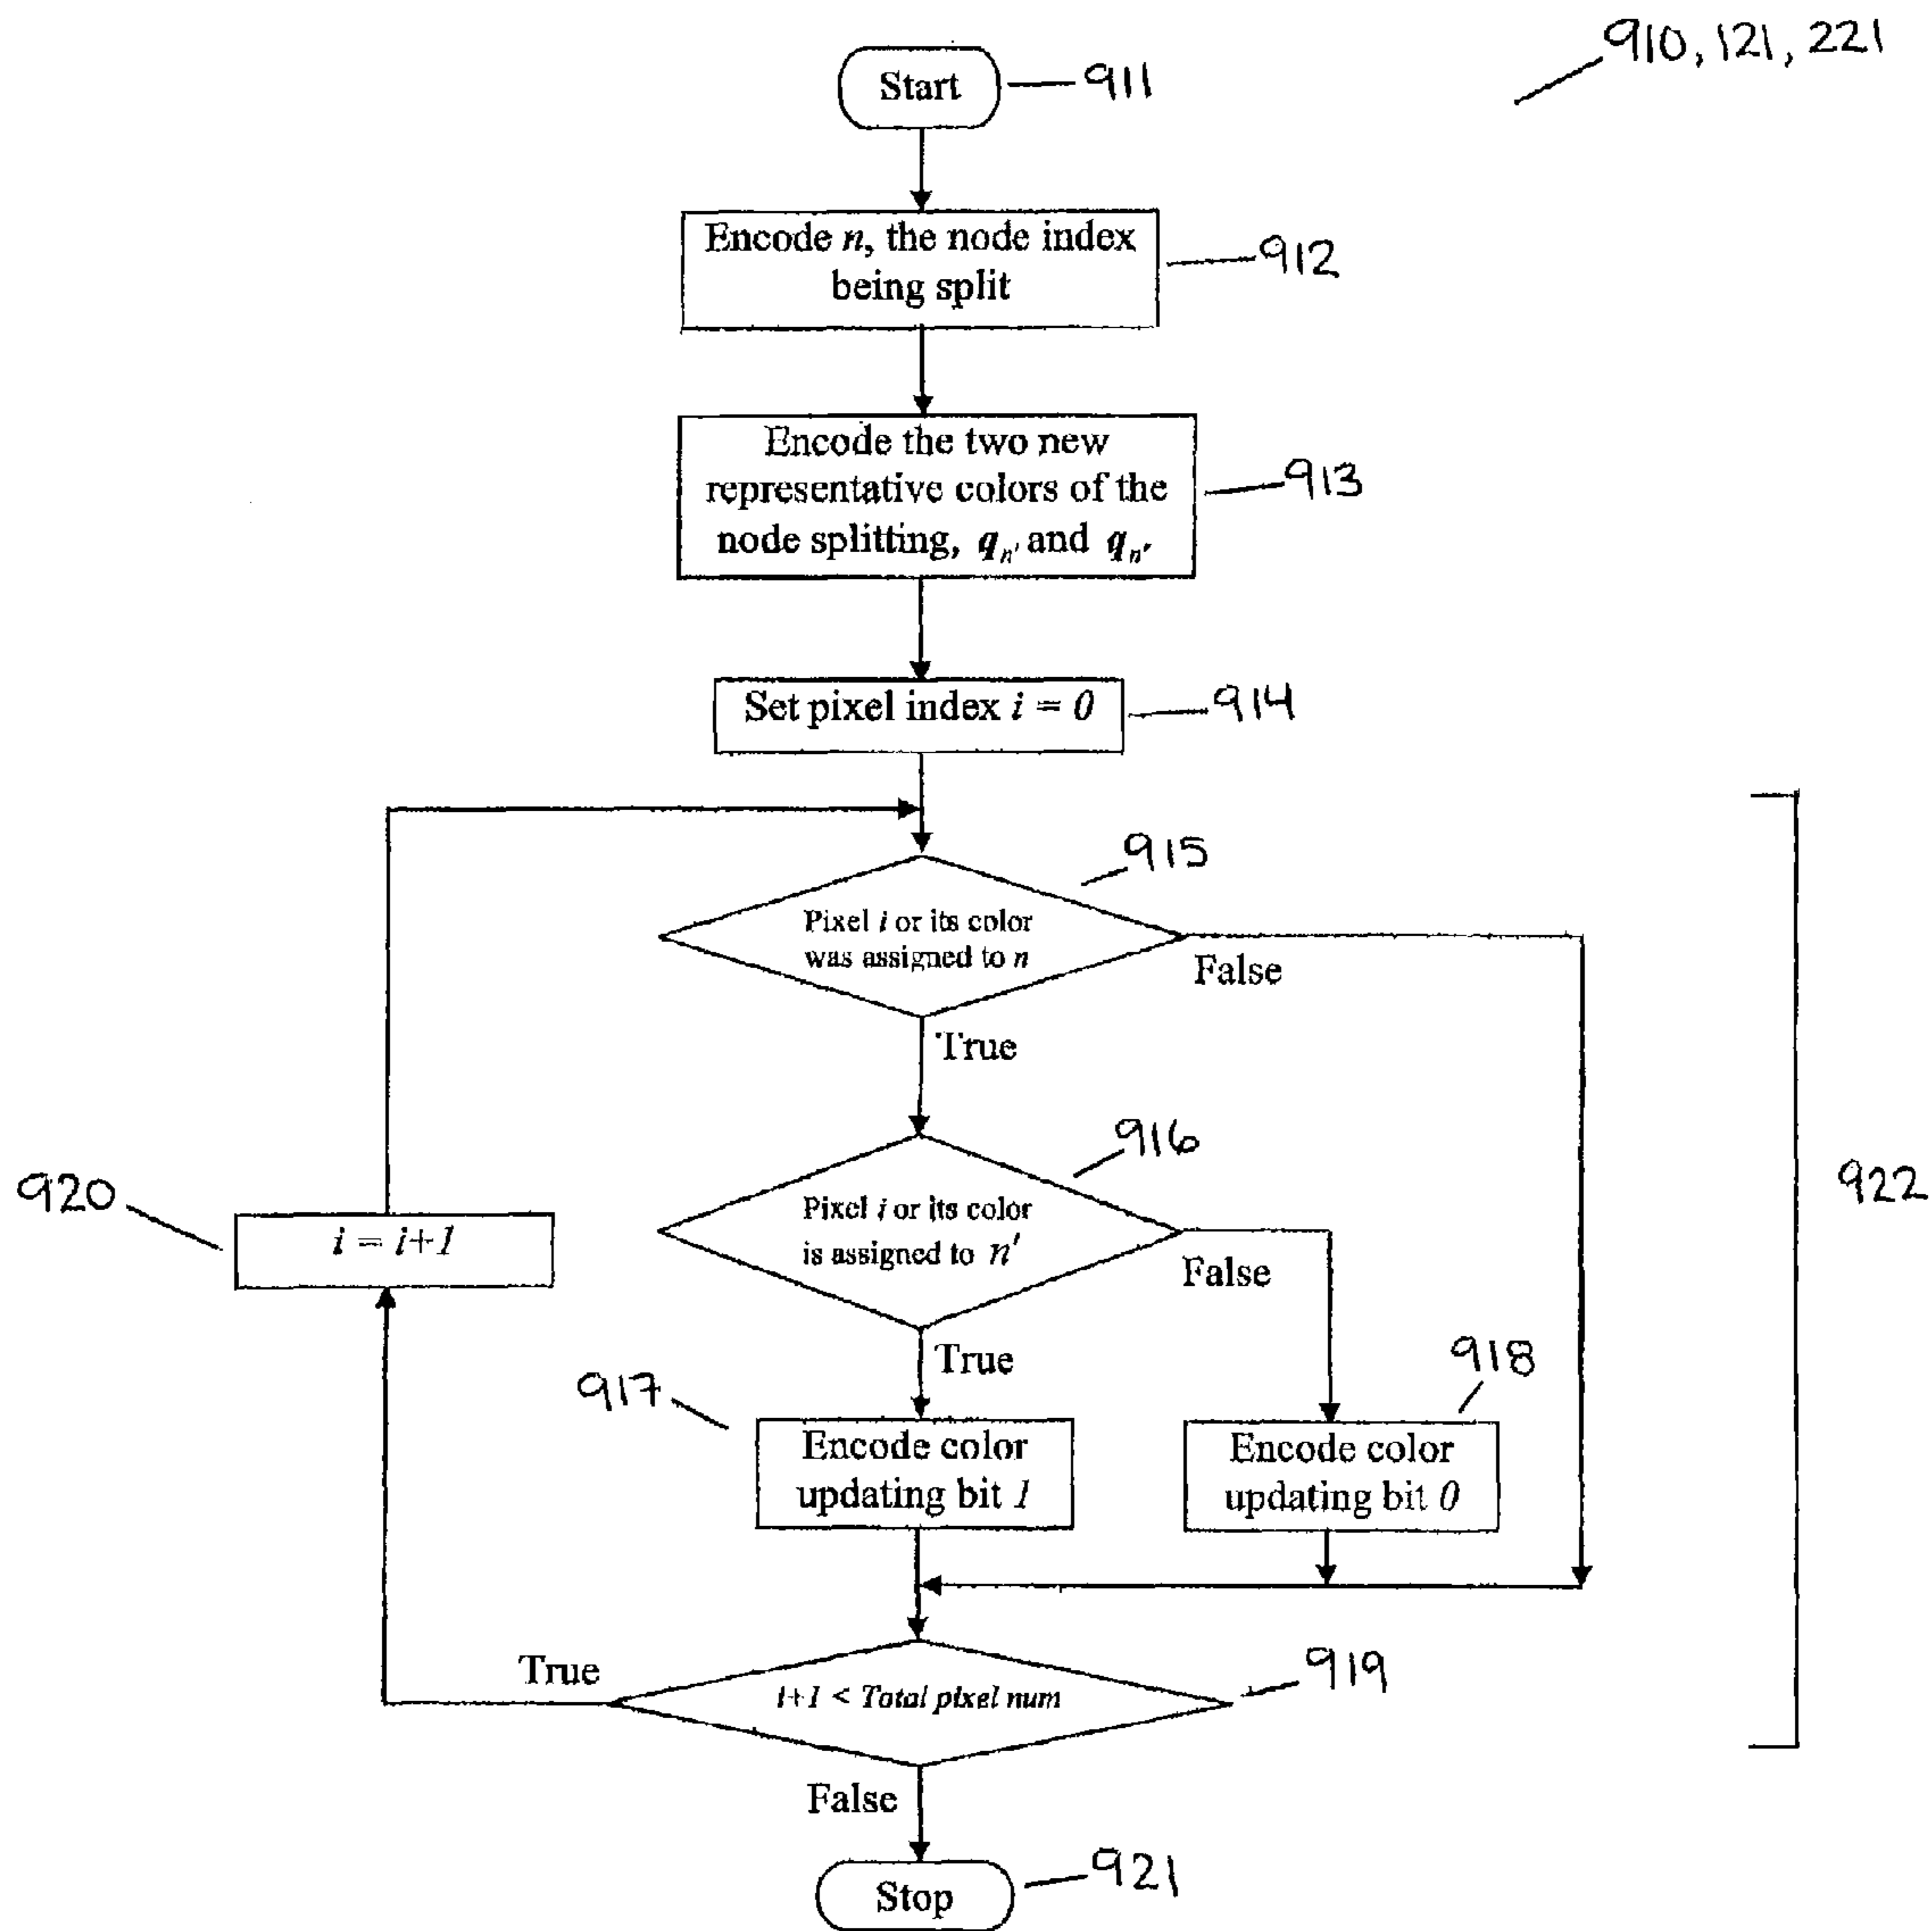 910, 121, 221
Start
911
Encode n, the node index
being split
912
Encode the two new
representative colors of the
node splitting, qn' and qn"
913
Set pixel index i = 0
914
915
Pixel i or its color
was assigned to n
False
True
916
Pixel i or its color
is assigned to n'
False
True
920
i = i+1
922
917
Encode color
updating bit 1
918
Encode color
updating bit 0
True
i+1 < Total pixel num
919
False
Stop
921